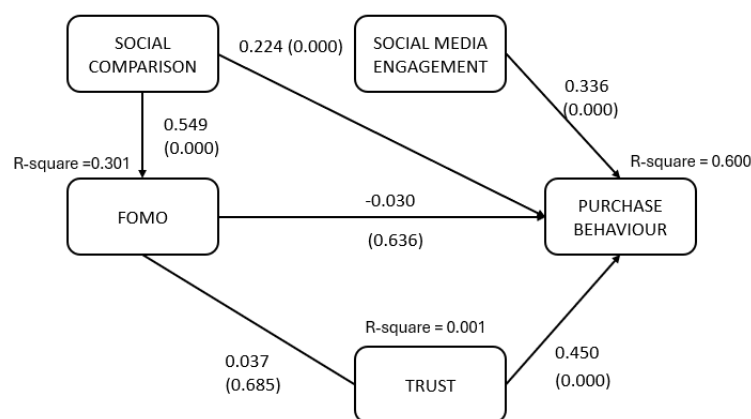 SOCIAL
COMPARISON
0.224 (0.000)
SOCIAL MEDIA
ENGAGEMENT
0.336
(0.000)
0.549
(0.000)
R-square =0.301
R-square = 0.600
FOMO
-0.030
(0.636)
PURCHASE
BEHAVIOUR
R-square = 0.001
0.037
(0.685)
TRUST
0.450
(0.000)